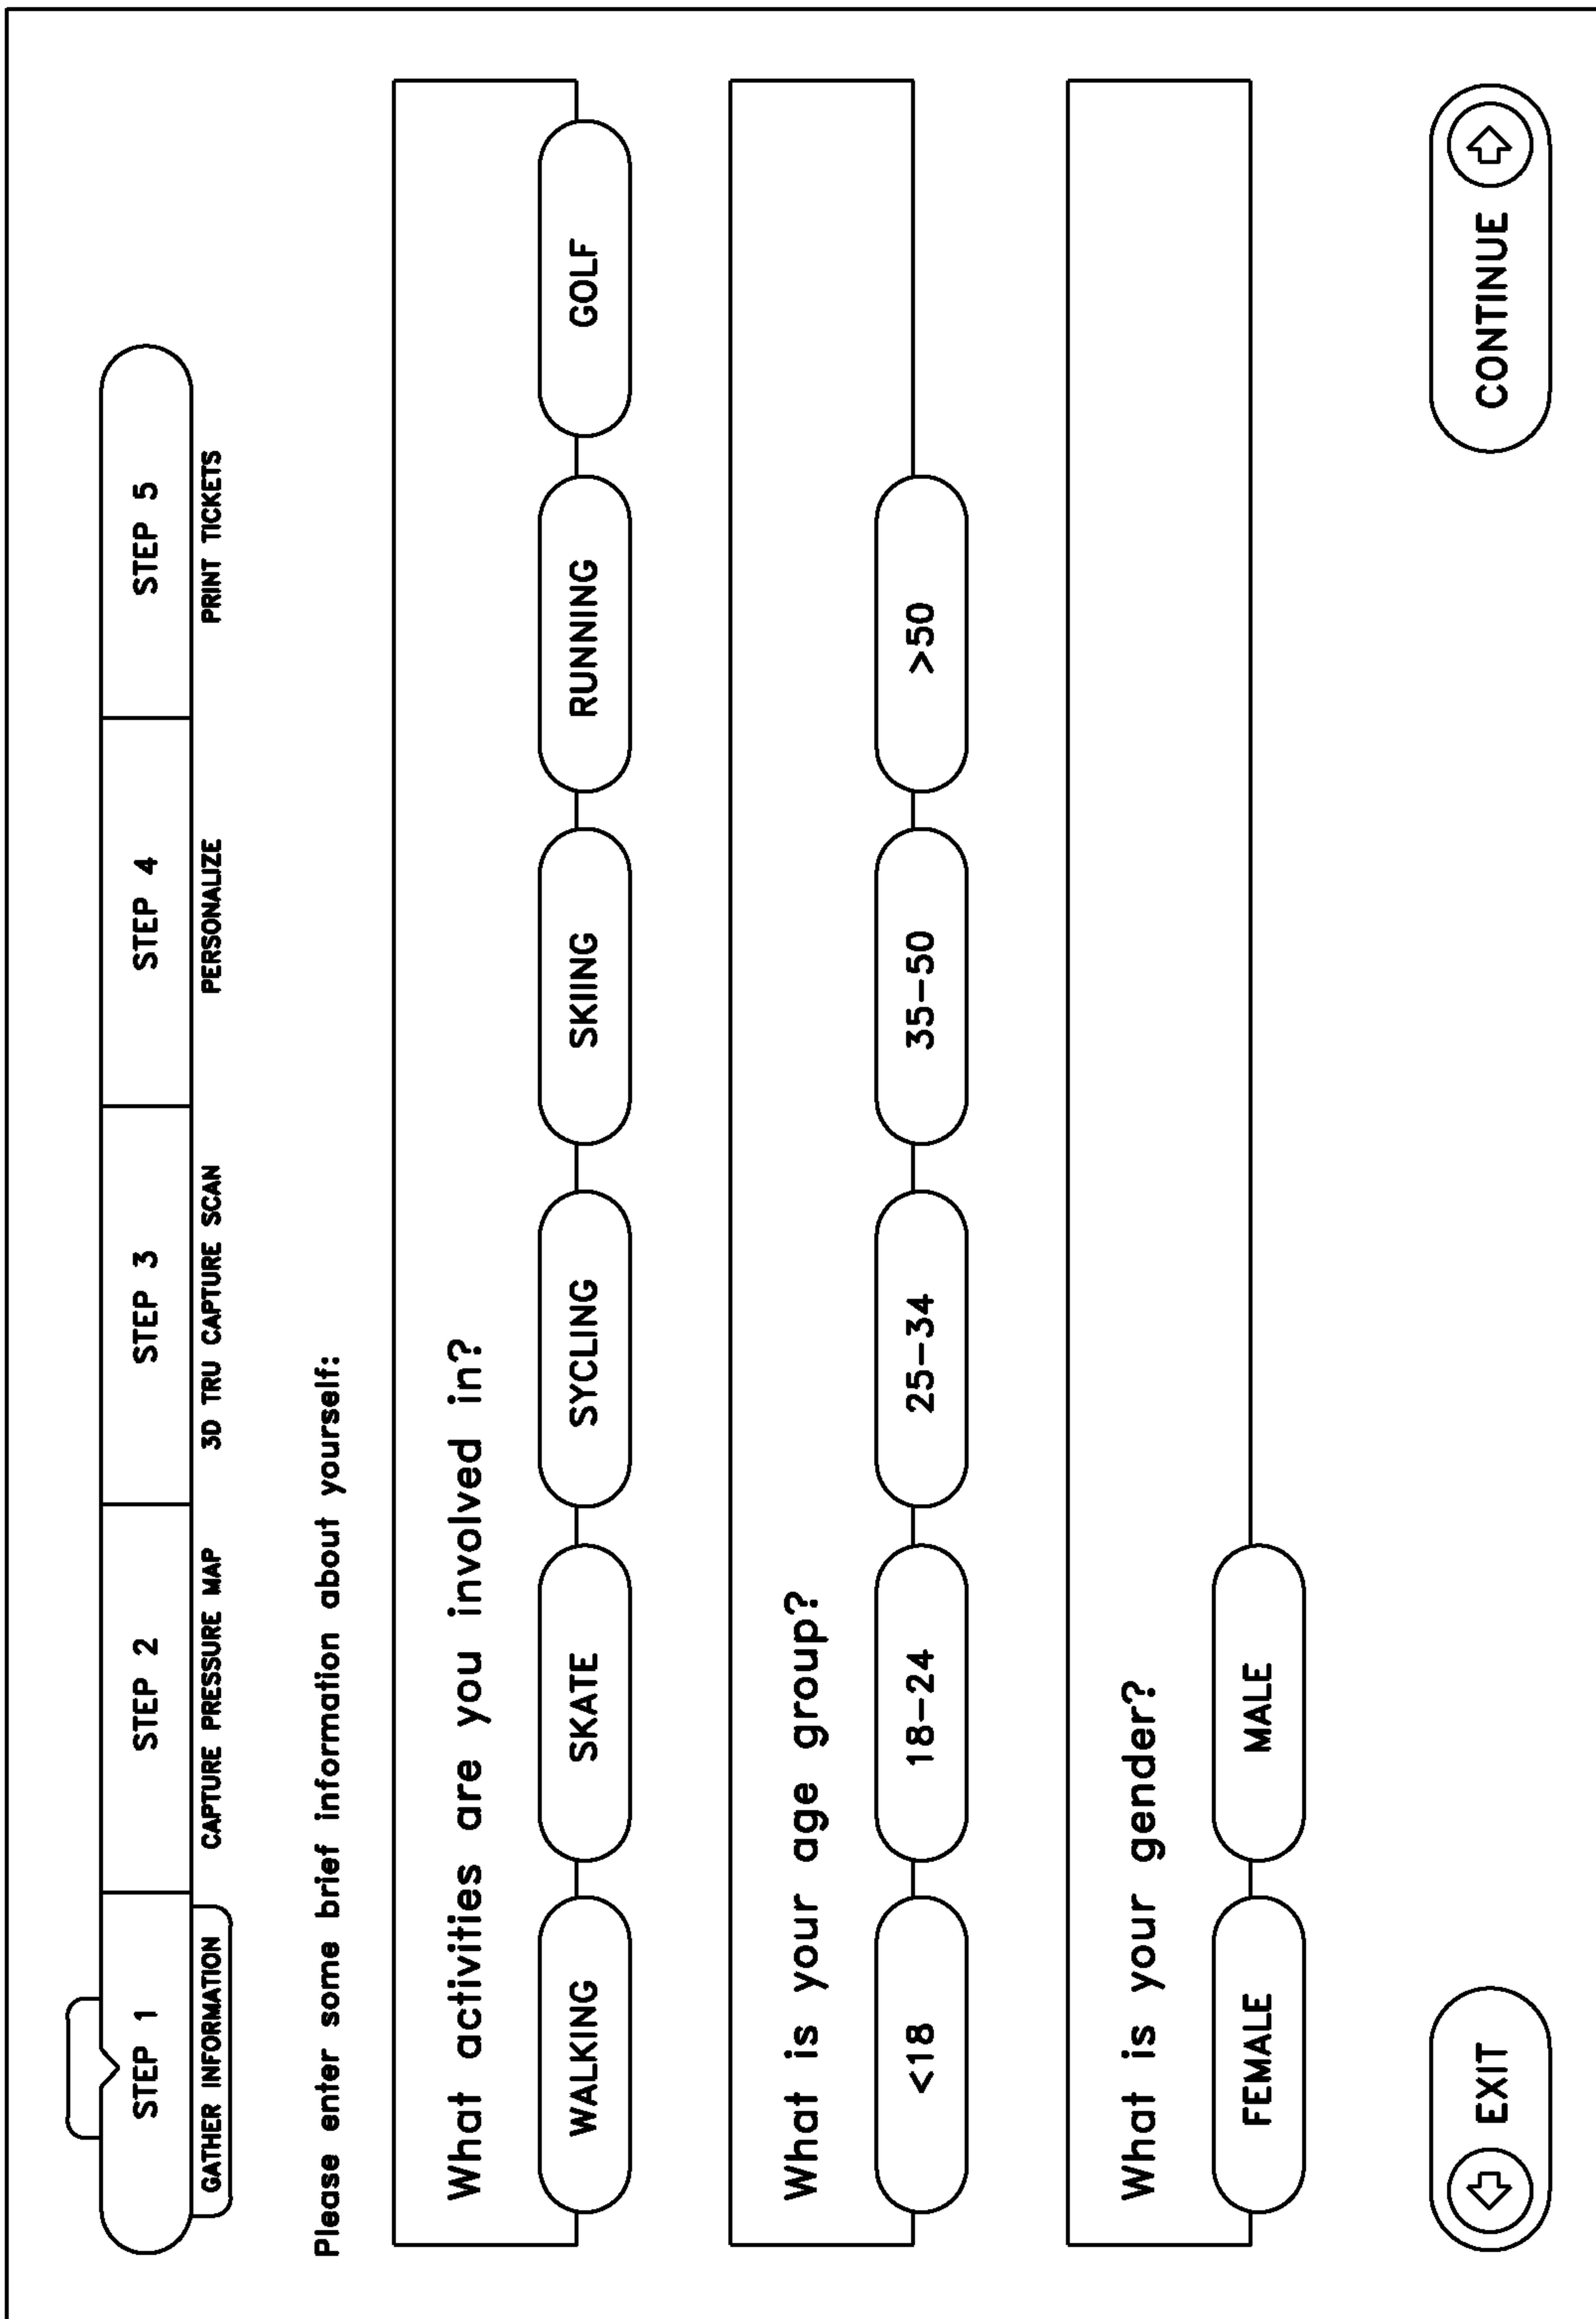 STEP 1 STEP 2 STEP 3 STEP 4 STEP 5
GATHER INFORMATION CAPTURE PRESSURE MAP 3D TRU CAPTURE SCAN PERSONALIZE PRINT TICKETS
Please enter some brief information about yourself:
What activities are you involved in?
WALKING SKATE SYCLING SKIING RUNNING GOLF
What is your age group?
<18 18-24 25-34 35-50 >50
What is your gender?
FEMALE MALE
EXIT CONTINUE